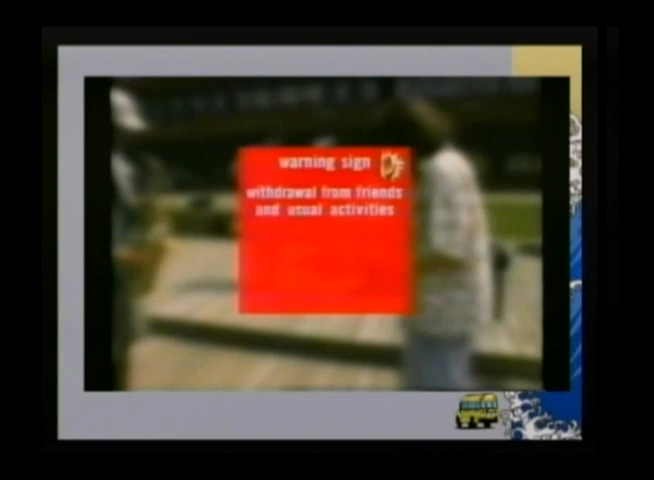 warning sign
withdrawal from friends
and usual activities